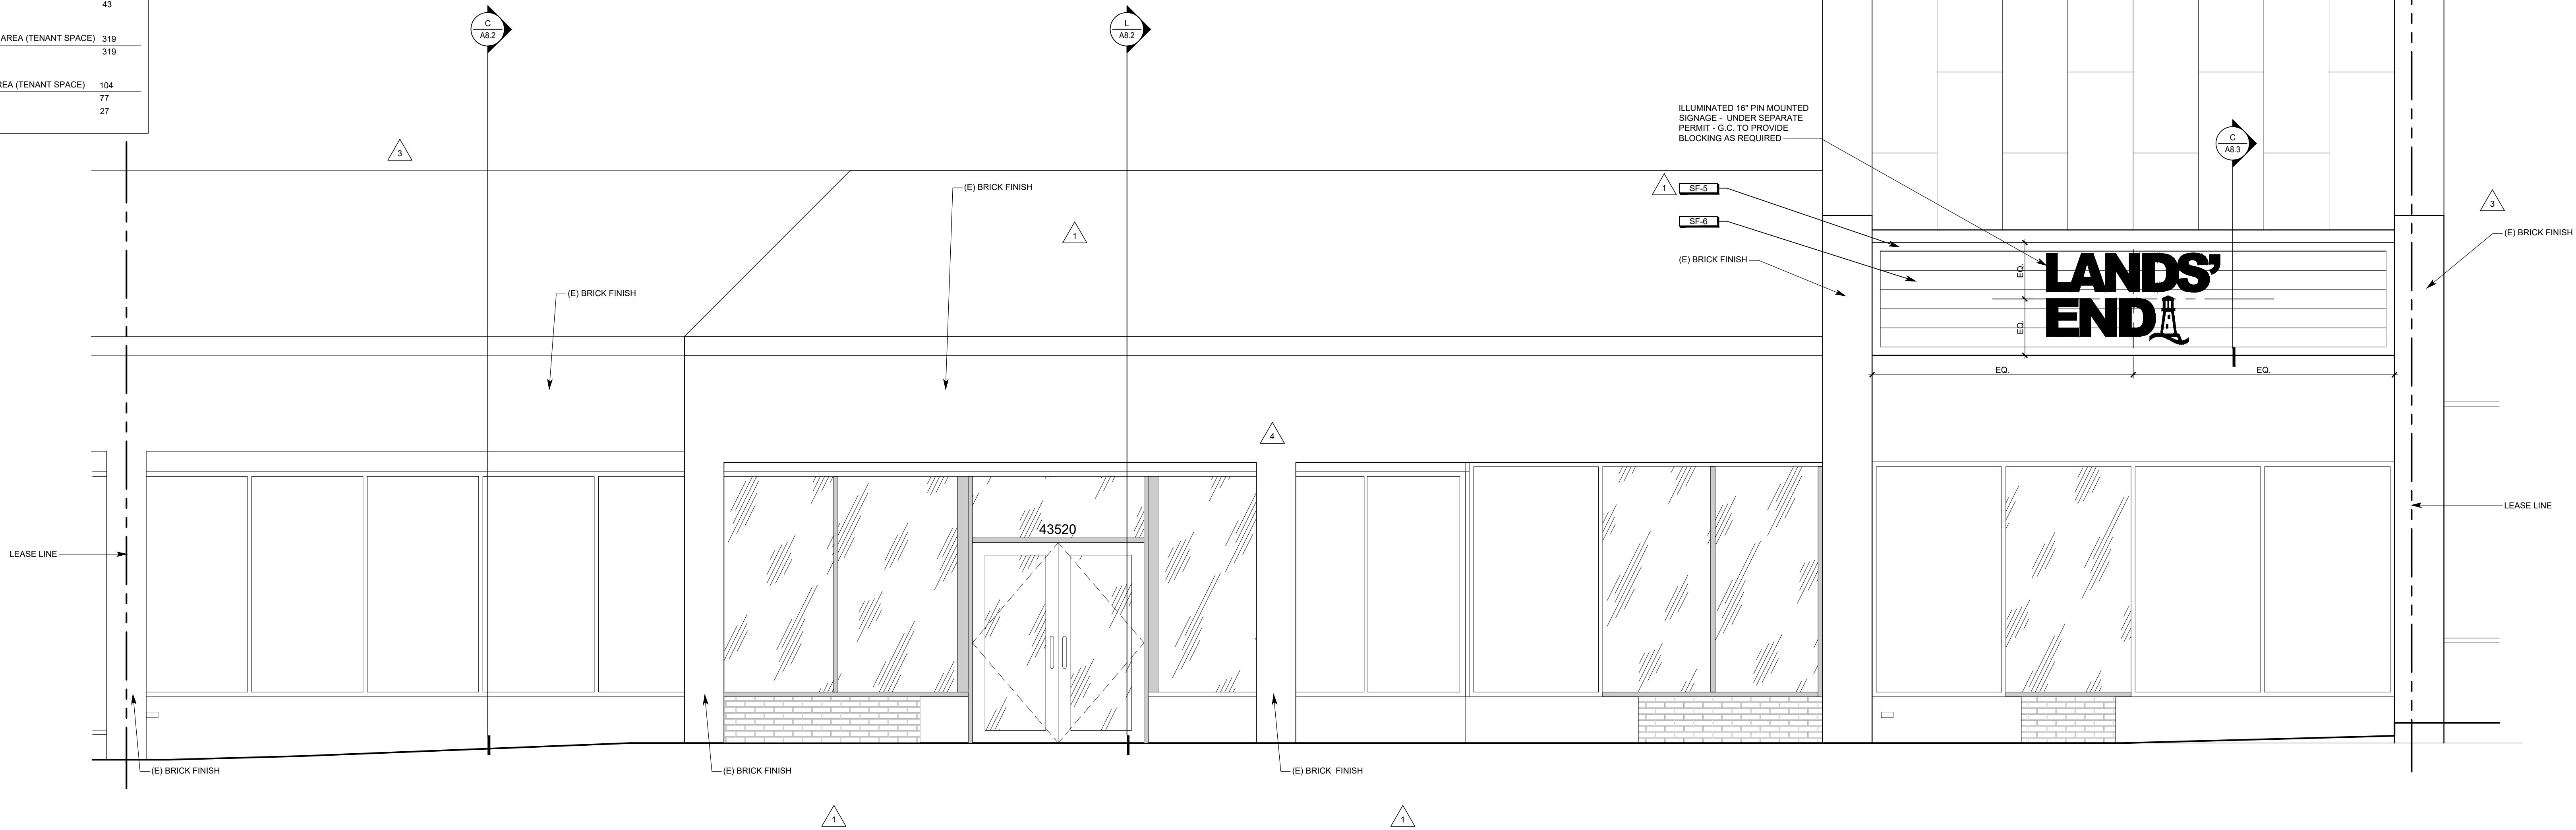 43
AREA (TENANT SPACE) 319
319
REA (TENANT SPACE) 104
77
27
C
A8.2
L
A8.2
ILLUMINATED 16" PIN MOUNTED
SIGNAGE - UNDER SEPARATE
PERMIT - G.C. TO PROVIDE
BLOCKING AS REQUIRED
C
A8.3
3
(E) BRICK FINISH
1
SF-5
3
SF-6
1
(E) BRICK FINISH
(E) BRICK FINISH
LANDS'
END
EQ.
EQ.
(E) BRICK FINISH
EQ.
EQ.
4
43520
LEASE LINE
LEASE LINE
(E) BRICK FINISH
(E) BRICK FINISH
(E) BRICK FINISH
1
1